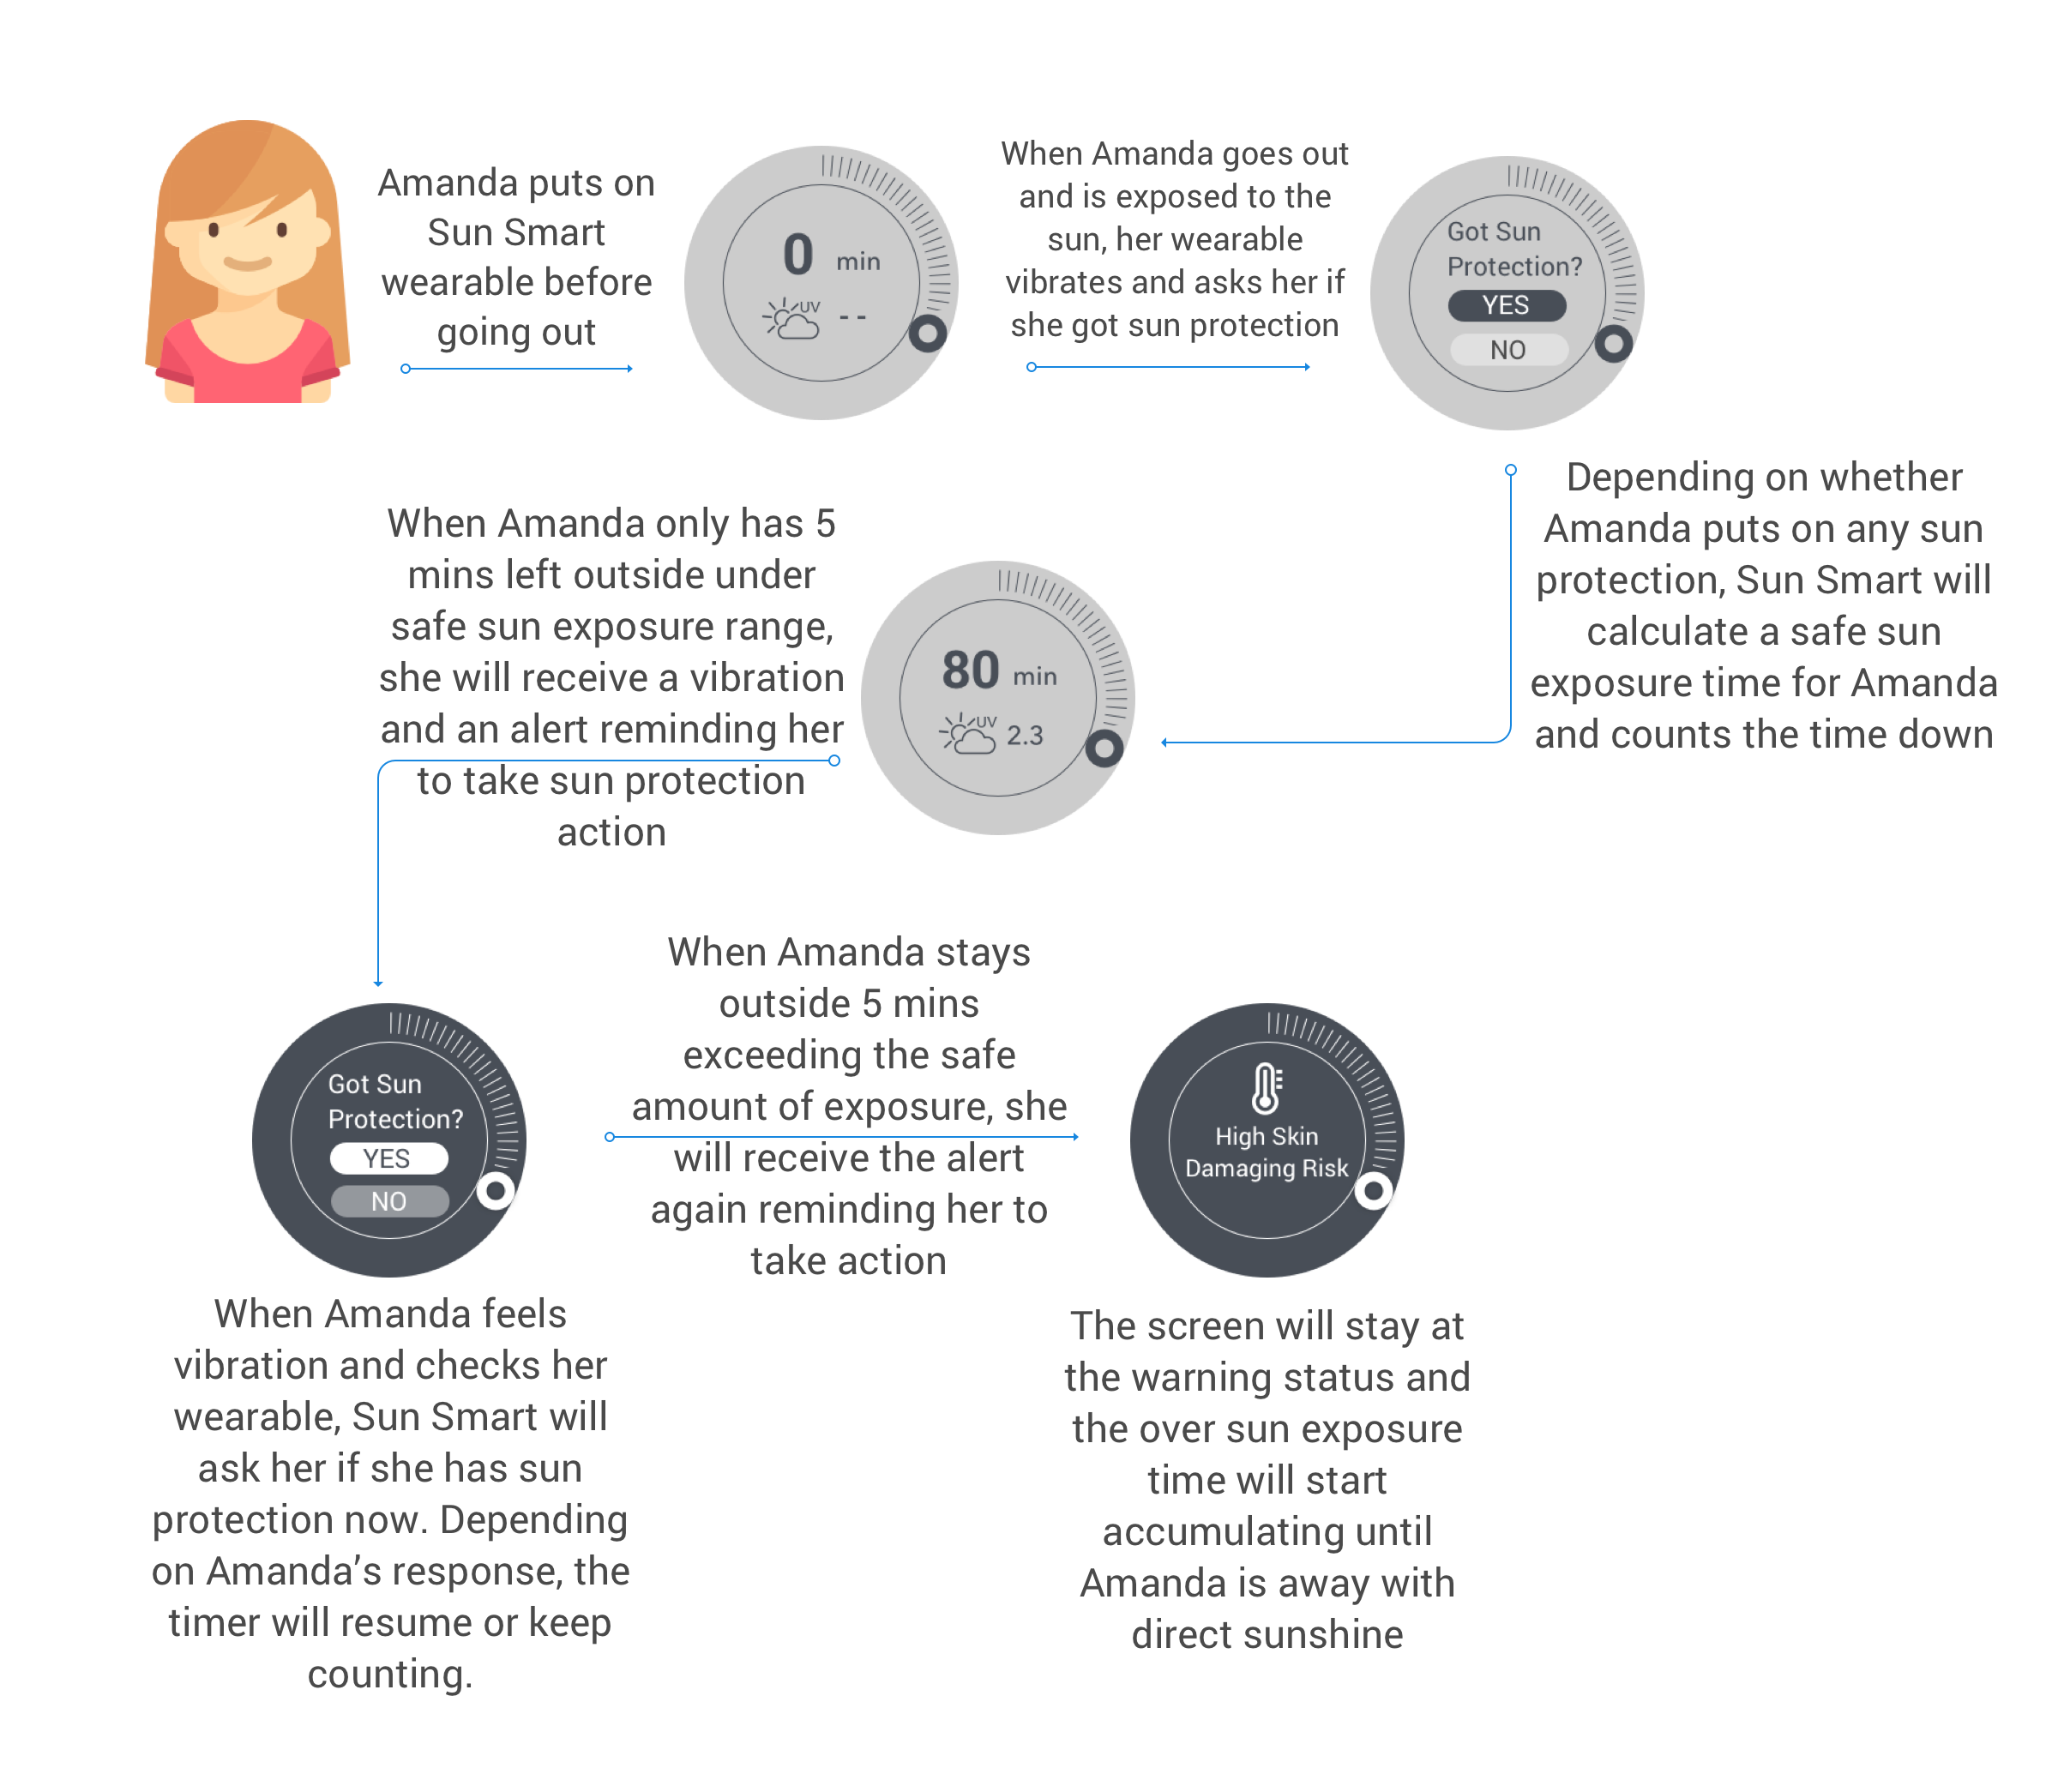 Amanda puts on
Sun Smart
wearable before
going out
0 min
UV
--
When Amanda goes out
and is exposed to the
sun, her wearable
vibrates and asks her if
she got sun protection
Got Sun
Protection?
YES
NO
Depending on whether
Amanda puts on any sun
protection, Sun Smart will
calculate a safe sun
exposure time for Amanda
and counts the time down
80 min
UV
2.3
When Amanda only has 5
mins left outside under
safe sun exposure range,
she will receive a vibration
and an alert reminding her
to take sun protection
action
Got Sun
Protection?
YES
NO
When Amanda feels
vibration and checks her
wearable, Sun Smart will
ask her if she has sun
protection now. Depending
on Amanda's response, the
timer will resume or keep
counting.
When Amanda stays
outside 5 mins
exceeding the safe
amount of exposure, she
will receive the alert
again reminding her to
take action
High Skin
Damaging Risk
The screen will stay at
the warning status and
the over sun exposure
time will start
accumulating until
Amanda is away with
direct sunshine